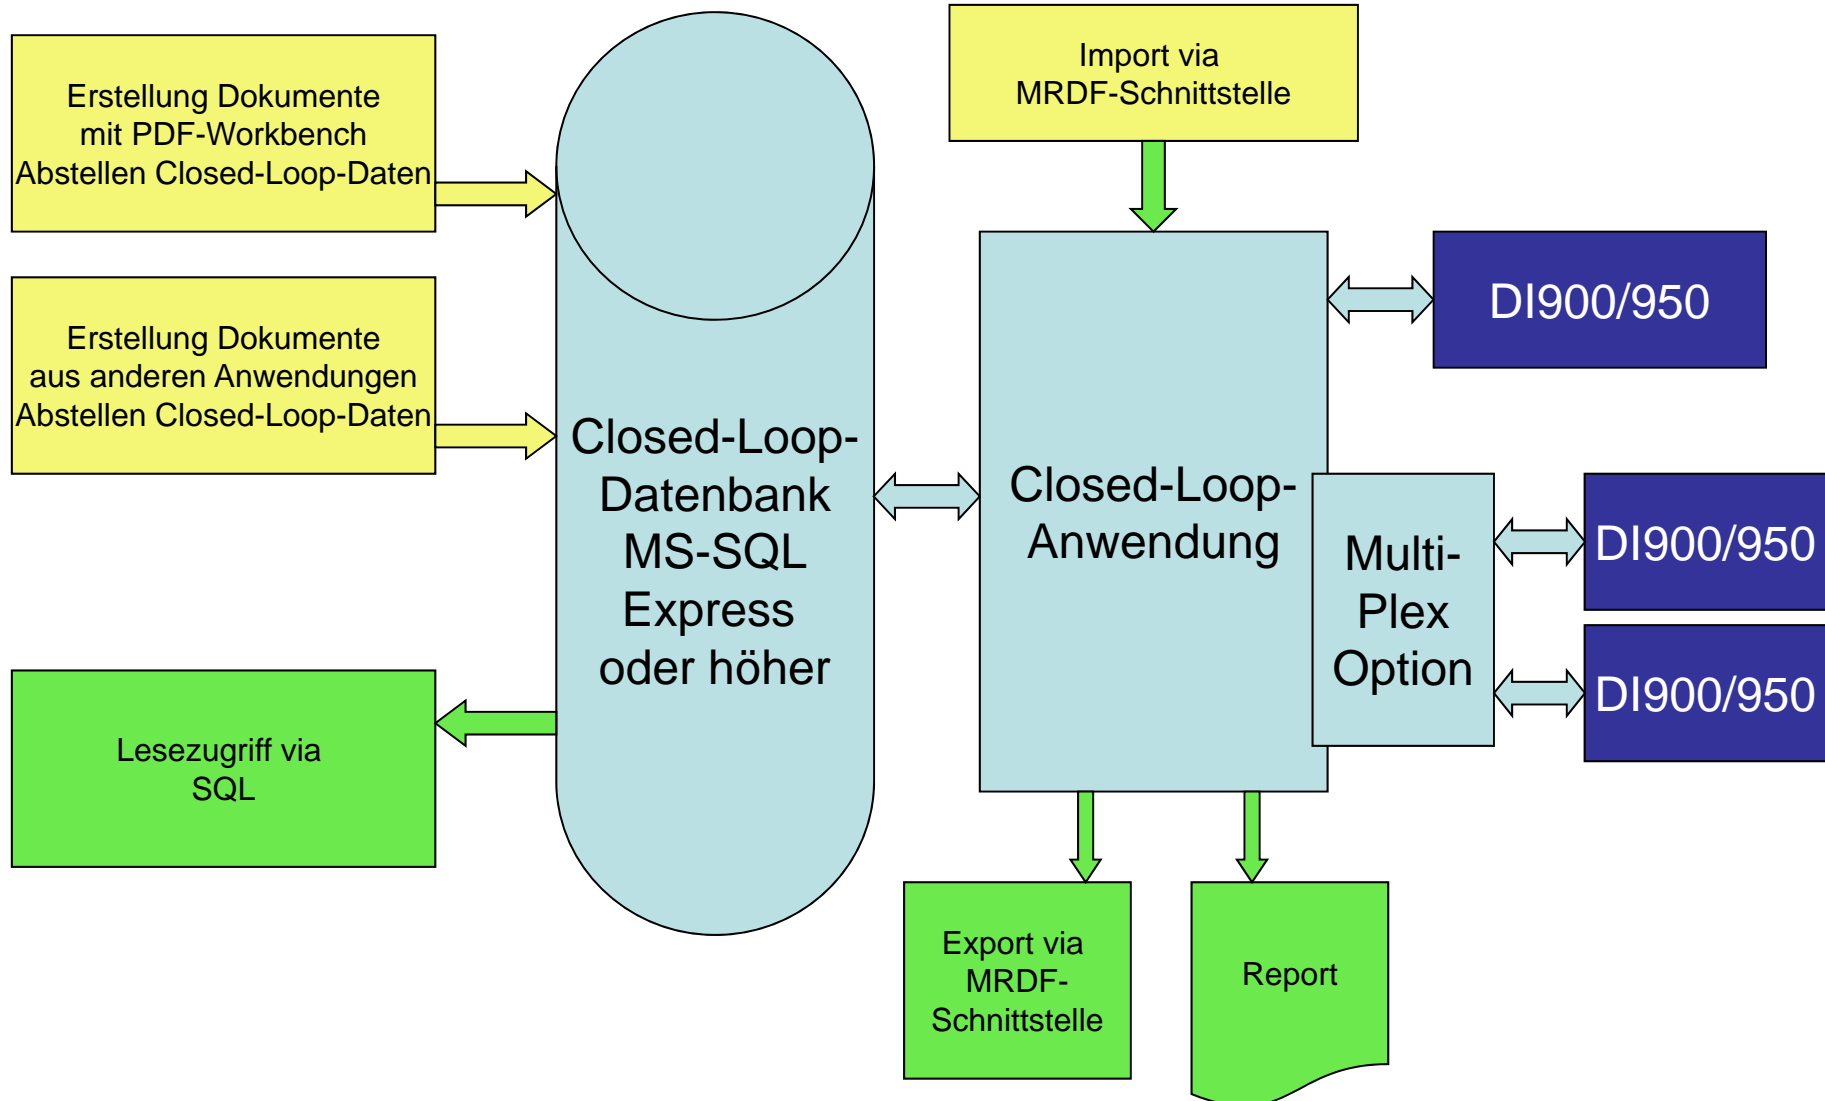 Erstellung Dokumente
mit PDF-Workbench
Abstellen Closed-Loop-Daten
Erstellung Dokumente
aus anderen Anwendungen
Abstellen Closed-Loop-Daten
Lesezugriff via
SQL
Closed-Loop-
Datenbank
MS-SQL
Express
oder höher
Import via
MRDF-Schnittstelle
Closed-Loop-
Anwendung
Multi-
Plex
Option
DI900/950
DI900/950
DI900/950
Export via
MRDF-
Schnittstelle
Report